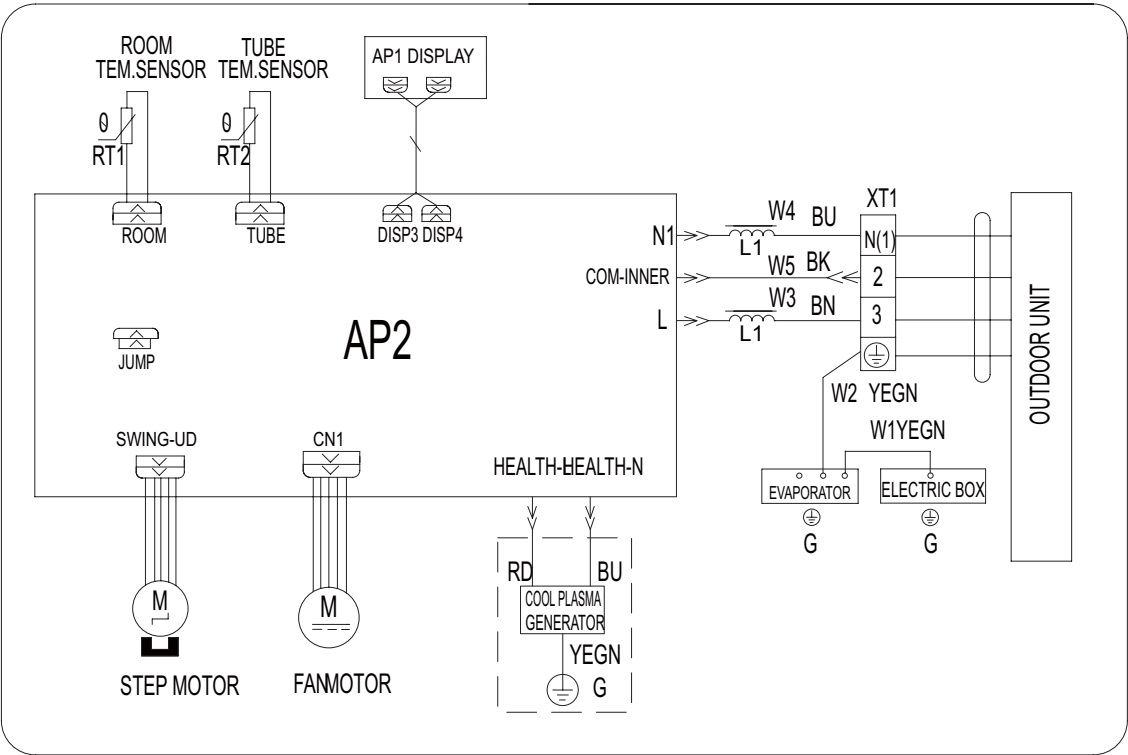 ROOM
TEM.SENSOR
TUBE
TEM.SENSOR
AP1 DISPLAY
θ
RT1
θ
RT2
ROOM
TUBE
DISP3 DISP4
N1
COM-INNER
L
W4
BU
L1
W5
BK
W3
BN
L1
XT1
N(1)
2
3
OUTDOOR UNIT
JUMP
AP2
W2 YEGN
W1YEGN
EVAPORATOR
G
ELECTRIC BOX
G
SWING-UD
CN1
HEALTH-L
HEALTH-N
RD
BU
COOL PLASMA
GENERATOR
YEGN
G
M
STEP MOTOR
M
FANMOTOR